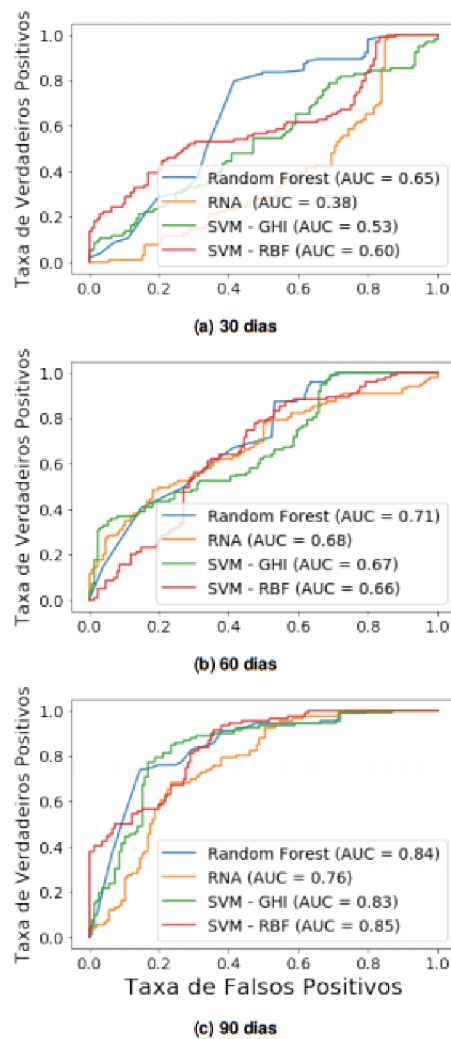 Taxa de Verdadeiros Positivos
1.0
0.8
0.6
0.4
0.2
0.0
Random Forest (AUC = 0.65)
RNA (AUC = 0.38)
SVM - GHI (AUC = 0.53)
SVM - RBF (AUC = 0.60)
0.0 0.2 0.4 0.6 0.8 1.0
(a) 30 dias
Taxa de Verdadeiros Positivos
1.0
0.8
0.6
0.4
0.2
0.0
Random Forest (AUC = 0.71)
RNA (AUC = 0.68)
SVM - GHI (AUC = 0.67)
SVM - RBF (AUC = 0.66)
0.0 0.2 0.4 0.6 0.8 1.0
(b) 60 dias
Taxa de Verdadeiros Positivos
1.0
0.8
0.6
0.4
0.2
0.0
Random Forest (AUC = 0.84)
RNA (AUC = 0.76)
SVM - GHI (AUC = 0.83)
SVM - RBF (AUC = 0.85)
0.0 0.2 0.4 0.6 0.8 1.0
Taxa de Falsos Positivos
(c) 90 dias